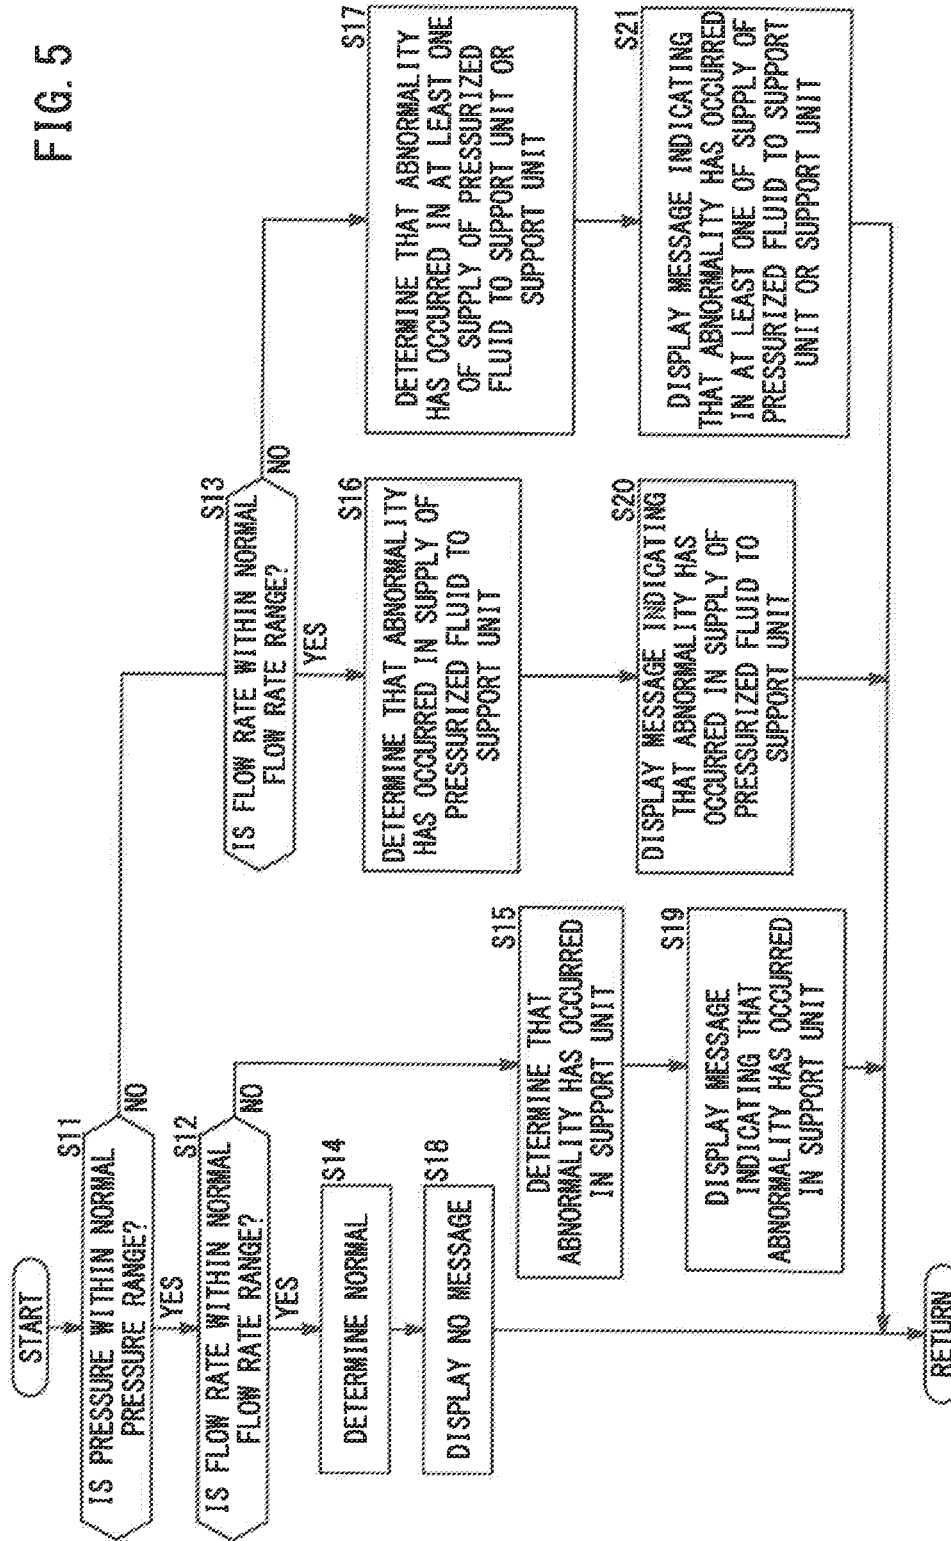 FIG. 5
START
S11
IS PRESSURE WITHIN NORMAL
PRESSURE RANGE?
NO
YES
S12
IS FLOW RATE WITHIN NORMAL
FLOW RATE RANGE?
NO
YES
S13
IS FLOW RATE WITHIN NORMAL
FLOW RATE RANGE?
NO
YES
S14
DETERMINE NORMAL
S15
DETERMINE THAT
ABNORMALITY HAS OCCURRED
IN SUPPORT UNIT
S16
DETERMINE THAT ABNORMALITY
HAS OCCURRED IN SUPPLY OF
PRESSURIZED FLUID TO
SUPPORT UNIT
S17
DETERMINE THAT ABNORMALITY
HAS OCCURRED IN AT LEAST ONE
OF SUPPLY OF PRESSURIZED
FLUID TO SUPPORT UNIT OR
SUPPORT UNIT
S18
DISPLAY NO MESSAGE
S19
DISPLAY MESSAGE
INDICATING THAT
ABNORMALITY HAS OCCURRED
IN SUPPORT UNIT
S20
DISPLAY MESSAGE INDICATING
THAT ABNORMALITY HAS
OCCURRED IN SUPPLY OF
PRESSURIZED FLUID TO
SUPPORT UNIT
S21
DISPLAY MESSAGE INDICATING
THAT ABNORMALITY HAS OCCURRED
IN AT LEAST ONE OF SUPPLY OF
PRESSURIZED FLUID TO SUPPORT
UNIT OR SUPPORT UNIT
RETURN